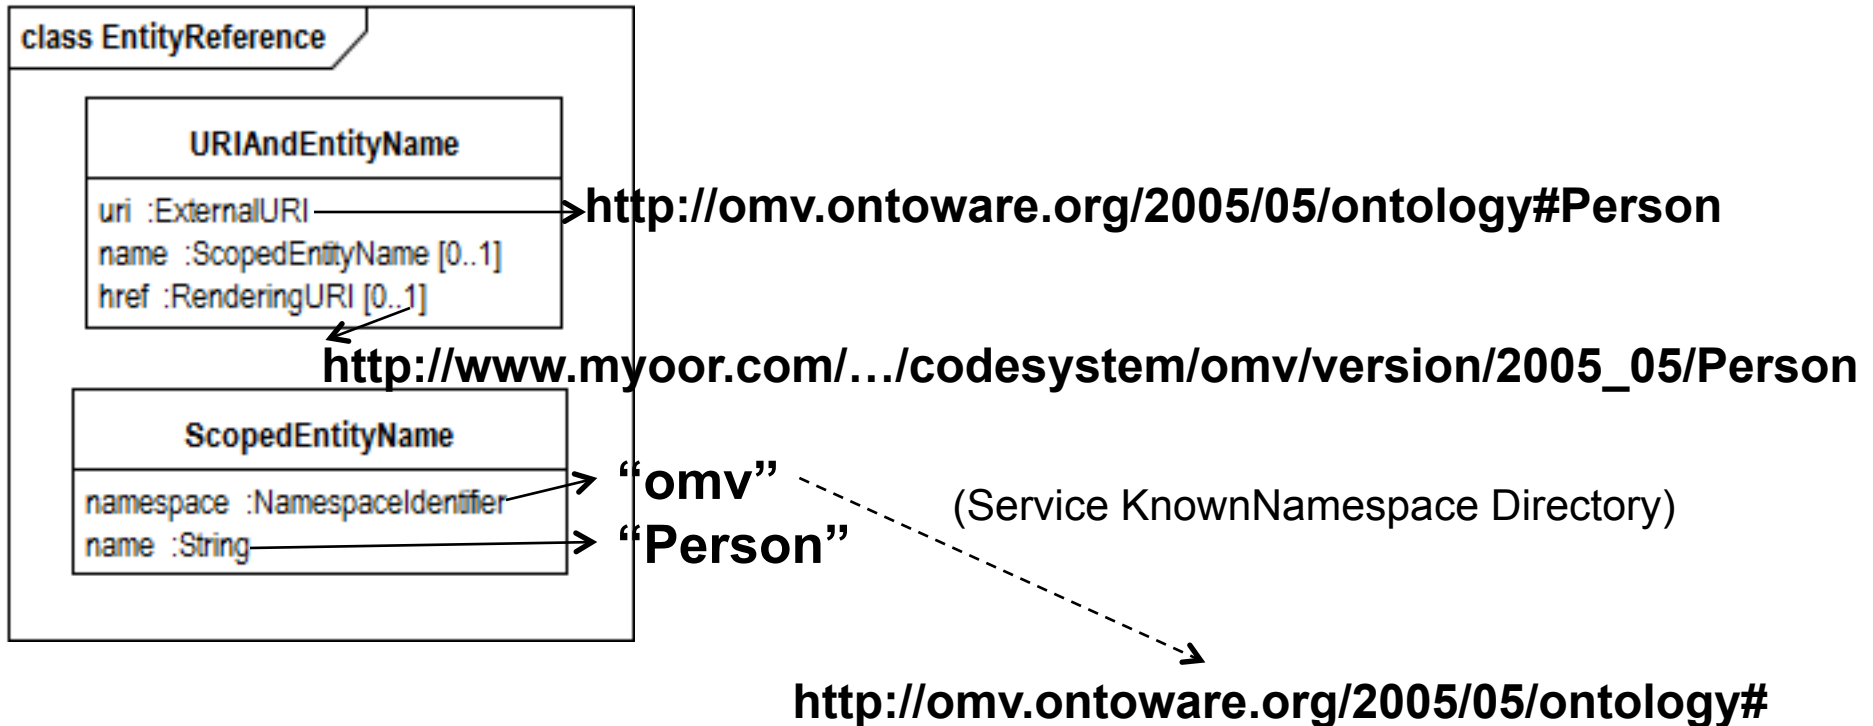 class EntityReference
URIAndEntityName
uri :ExternalURI
http://omv.ontoware.org/2005/05/ontology#Person
name :ScopedEntityName [0..1]
href :RenderingURI [0..1]
http://www.myoor.com/…/codesystem/omv/version/2005_05/Person
ScopedEntityName
namespace :NamespaceIdentifier
“omv”
(Service KnownNamespace Directory)
name :String
“Person”
http://omv.ontoware.org/2005/05/ontology#